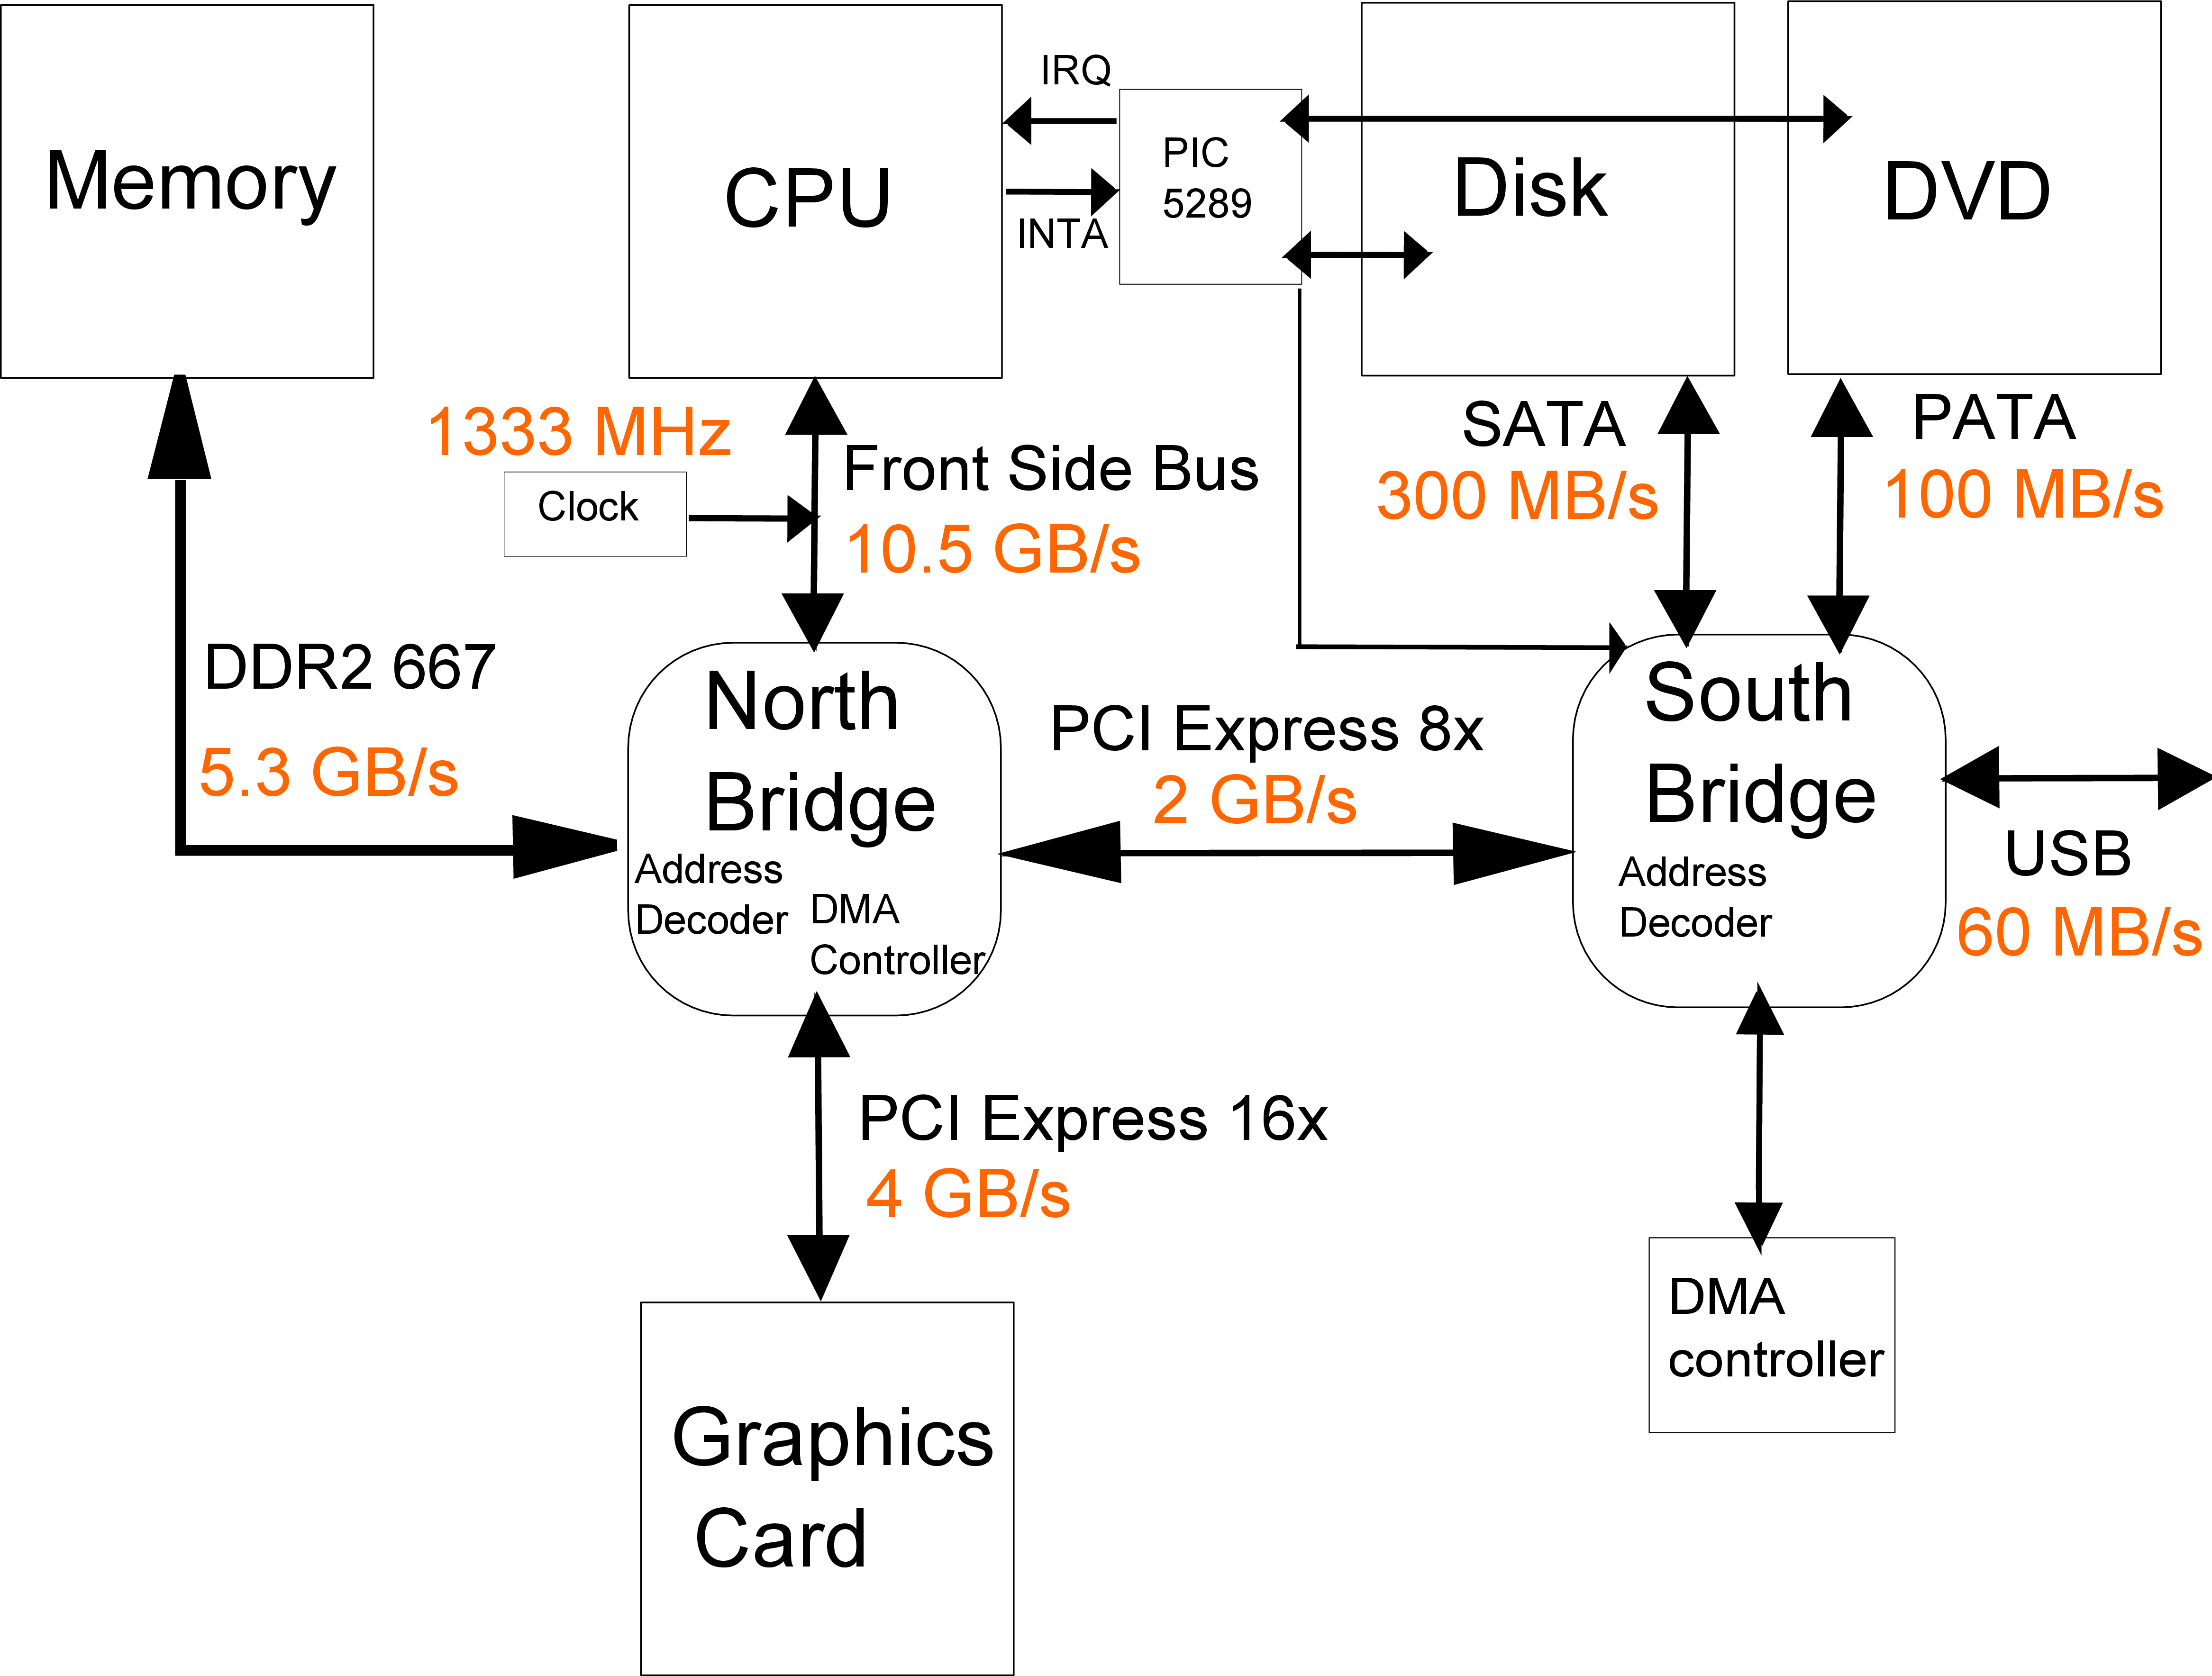 Memory
CPU
IRQ
INTA
PIC
5289
Disk
DVD
1333 MHz
Clock
Front Side Bus
10.5 GB/s
SATA
300 MB/s
PATA
100 MB/s
DDR2 667
5.3 GB/s
North
Bridge
Address
Decoder
DMA
Controller
PCI Express 8x
2 GB/s
South
Bridge
Address
Decoder
USB
60 MB/s
PCI Express 16x
4 GB/s
Graphics
Card
DMA
controller